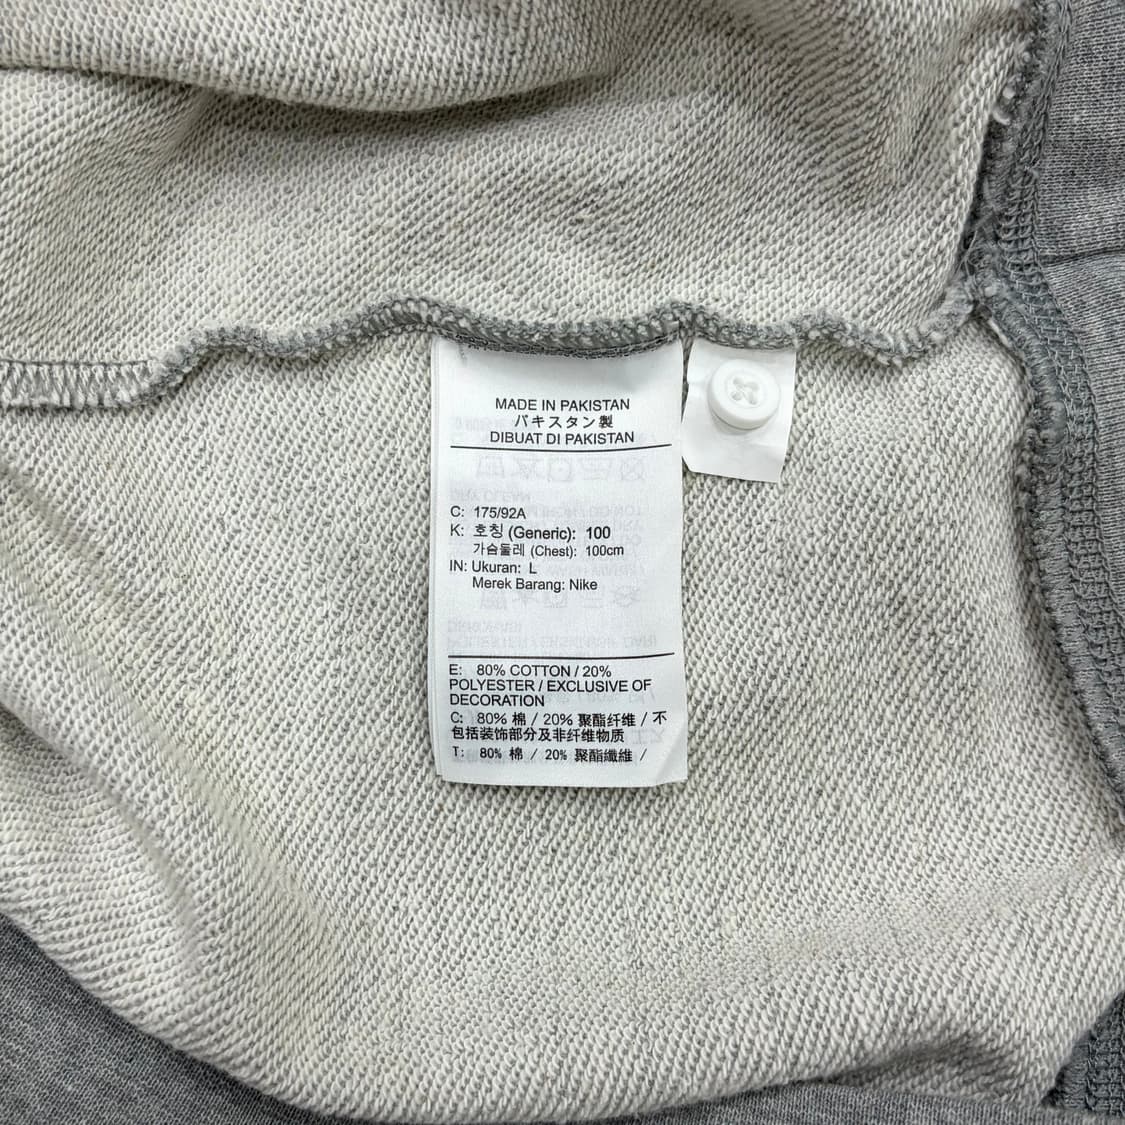 MADE IN PAKISTAN
パキスタン製
DIBUAT DI PAKISTAN
C: 175/92A
K: 호칭 (Generic): 100
가슴둘레 (Chest): 100cm
IN: Ukuran: L
Merek Barang: Nike
E: 80% COTTON / 20%
POLYESTER / EXCLUSIVE OF
DECORATION
C: 80% 棉 / 20% 聚酯纤维 / 不
包括装饰部分及非纤维物质
T: 80% 棉 / 20% 聚酯纖維 /